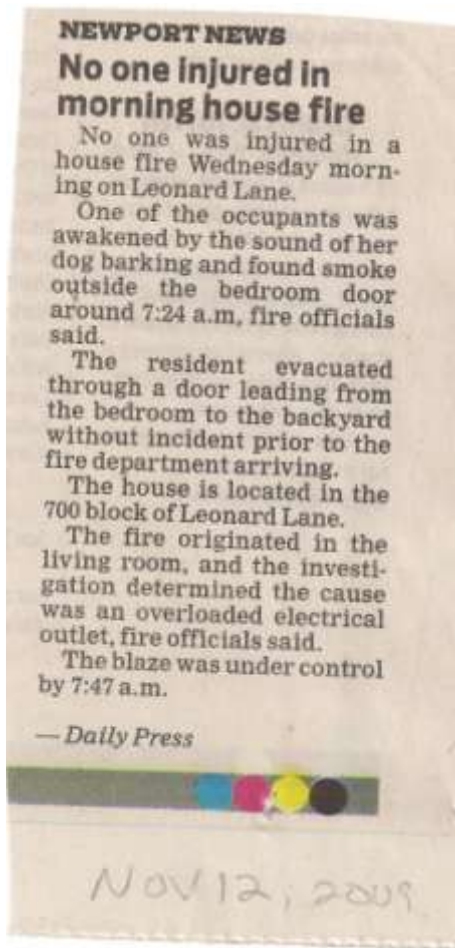 NEWPORT NEWS
No one injured in
morning house fire
No one was injured in a
house fire Wednesday morn-
ing on Leonard Lane.
One of the occupants was
awakened by the sound of her
dog barking and found smoke
outside the bedroom door
around 7:24 a.m, fire officials
said.
The resident evacuated
through a door leading from
the bedroom to the backyard
without incident prior to the
fire department arriving.
The house is located in the
700 block of Leonard Lane.
The fire originated in the
living room, and the investi-
gation determined the cause
was an overloaded electrical
outlet, fire officials said.
The blaze was under control
by 7:47 a.m.
— Daily Press
NOV 12, 2009